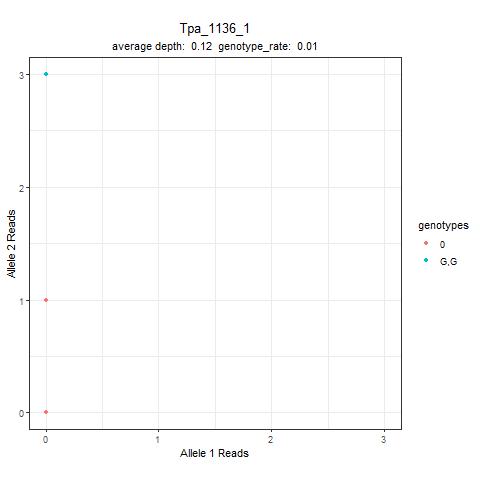 Tpa_1136_1
average depth:  0.12  genotype_rate:  0.01
3
2
1
0
Allele 2 Reads
0 1 2 3
Allele 1 Reads
genotypes
0
G,G